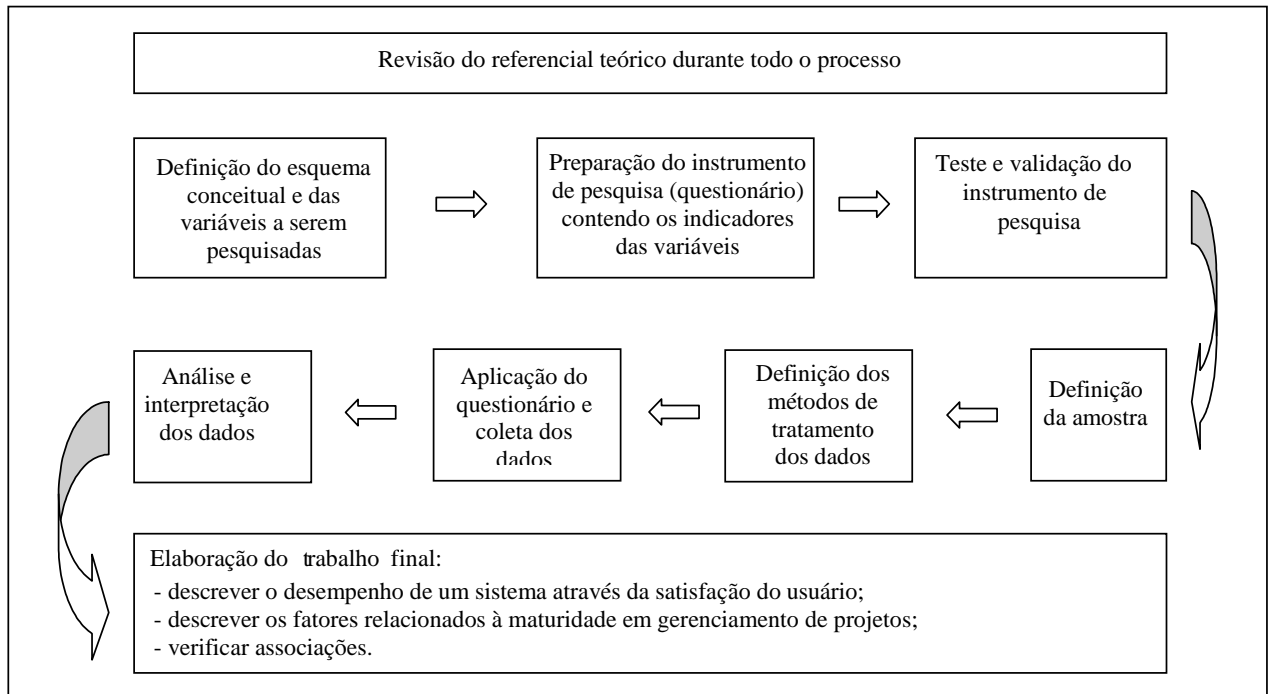 Revisão do referencial teórico durante todo o processo
Definição do esquema
conceitual e das
variáveis a serem
pesquisadas
Preparação do instrumento
de pesquisa (questionário)
contendo os indicadores
das variáveis
Teste e validação do
instrumento de
pesquisa
Análise e
interpretação
dos dados
Aplicação do
questionário e
coleta dos
dados
Definição dos
métodos de
tratamento
dos dados
Definição
da amostra
Elaboração do trabalho final:
- descrever o desempenho de um sistema através da satisfação do usuário;
- descrever os fatores relacionados à maturidade em gerenciamento de projetos;
- verificar associações.